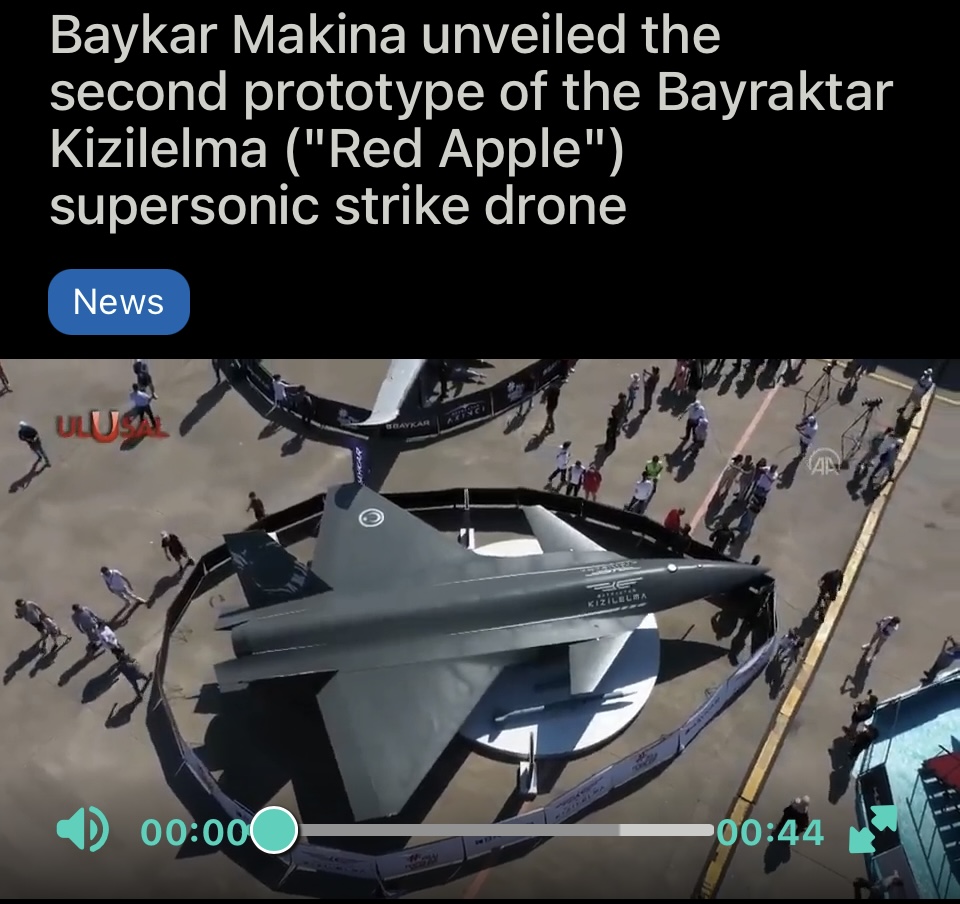 Baykar Makina unveiled the
second prototype of the Bayraktar
Kizilelma ("Red Apple")
supersonic strike drone
News
ULUSAL
BAYKAR
AKINCI
BAYKAR
AA
KIZILELMA
00:00
00:44